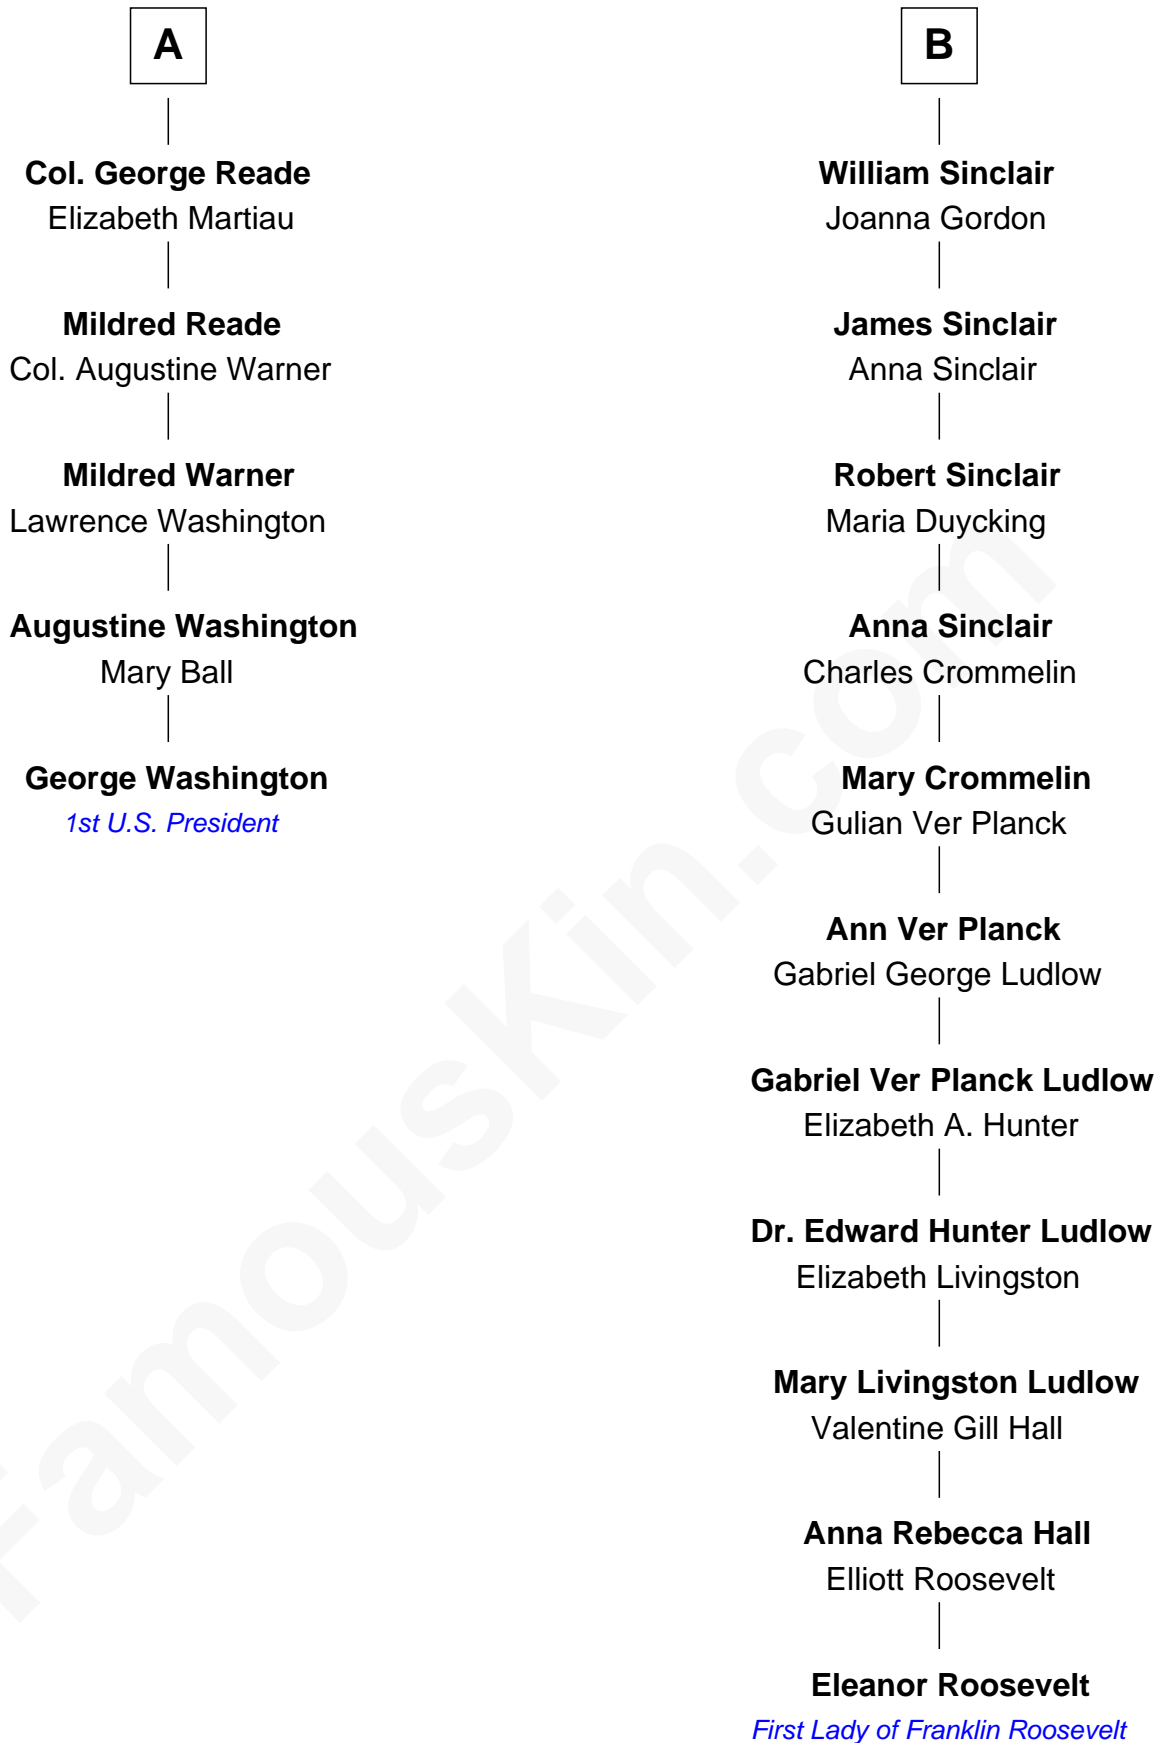 A
Col. George Reade
Elizabeth Martiau
Mildred Reade
Col. Augustine Warner
Mildred Warner
Lawrence Washington
Augustine Washington
Mary Ball
George Washington
1st U.S. President
B
William Sinclair
Joanna Gordon
James Sinclair
Anna Sinclair
Robert Sinclair
Maria Duycking
Anna Sinclair
Charles Crommelin
Mary Crommelin
Gulian Ver Planck
Ann Ver Planck
Gabriel George Ludlow
Gabriel Ver Planck Ludlow
Elizabeth A. Hunter
Dr. Edward Hunter Ludlow
Elizabeth Livingston
Mary Livingston Ludlow
Valentine Gill Hall
Anna Rebecca Hall
Elliott Roosevelt
Eleanor Roosevelt
First Lady of Franklin Roosevelt
FamousKin.com